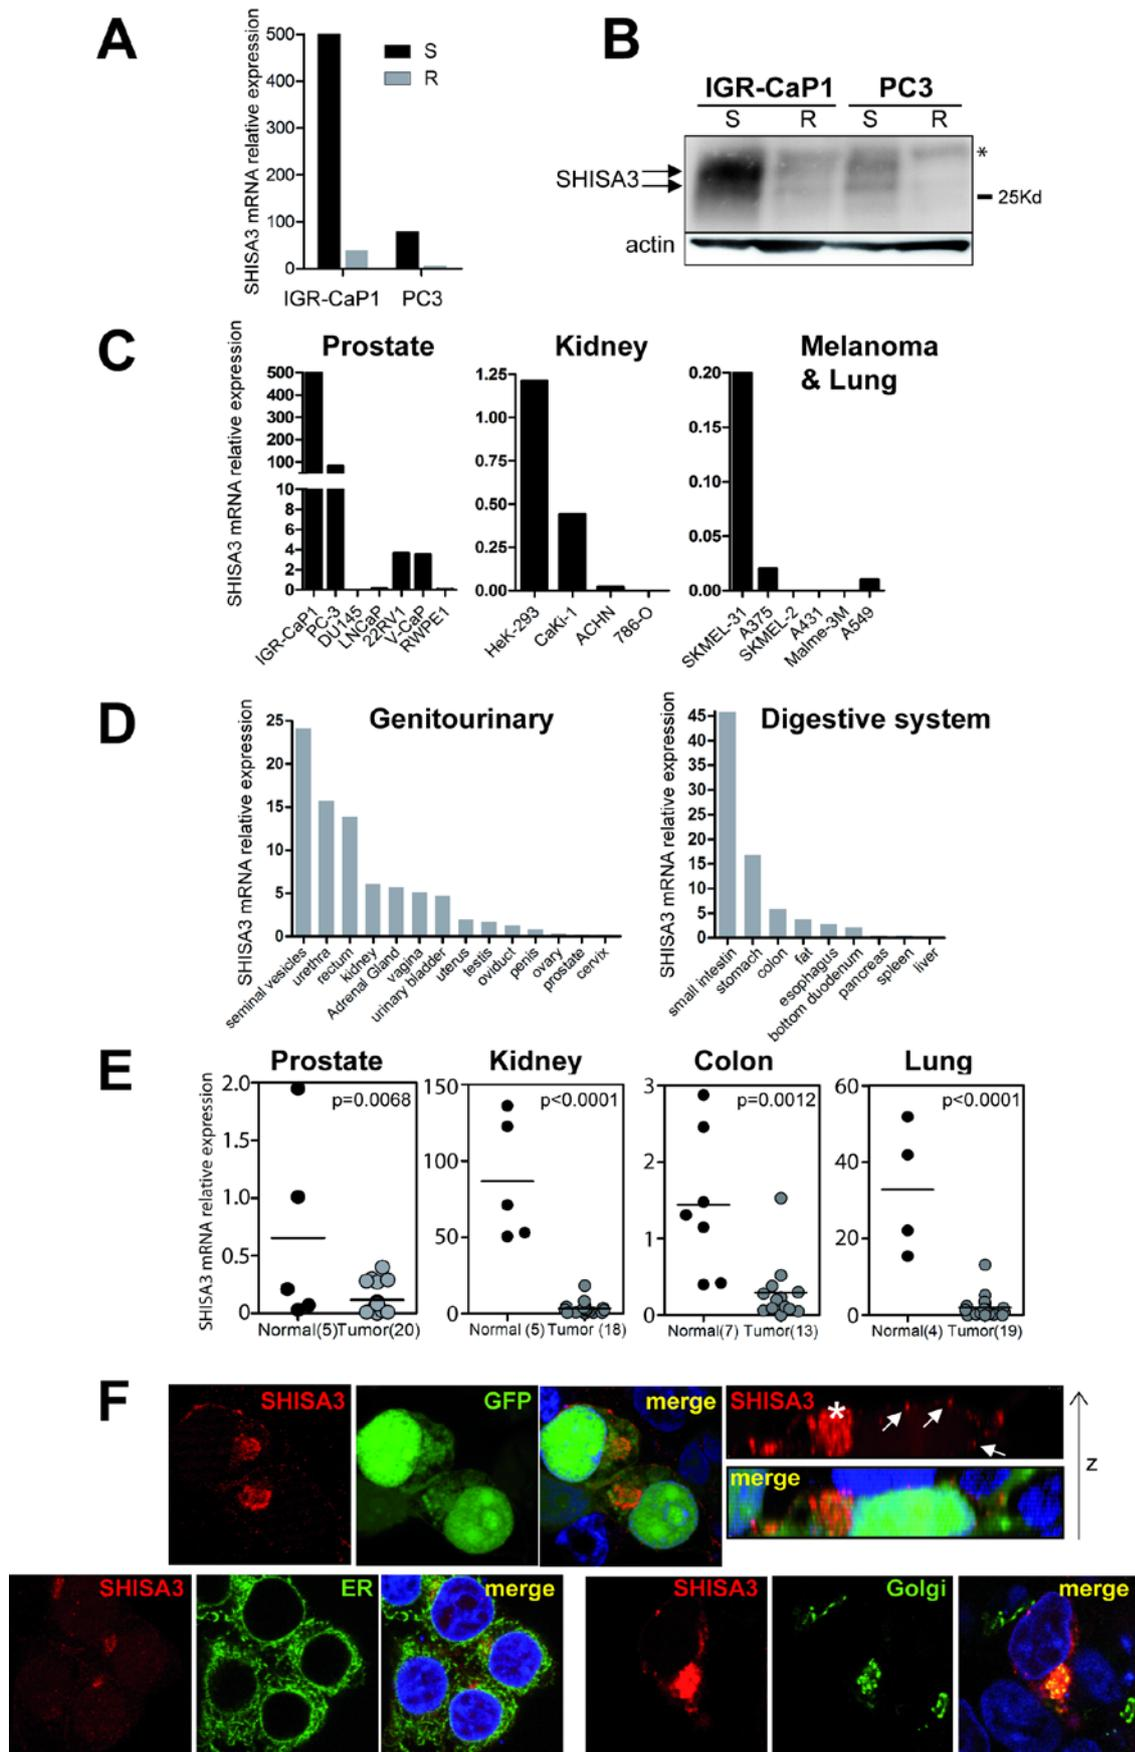 A
SHISA3 mRNA relative expression
500
400
300
200
100
0
S
R
IGR-CaP1 PC3
B
IGR-CaP1 PC3
S R S R
SHISA3
*
25Kd
actin
C
SHISA3 mRNA relative expression
Prostate
500
400
300
200
100
10
8
6
4
2
0
IGR-CaP1
PC-3
DU145
LNCaP
22RV1
V-CaP
RWPE1
Kidney
1.25
1.00
0.75
0.50
0.25
0.00
HeK-293
CaKi-1
ACHN
786-O
Melanoma
& Lung
0.20
0.15
0.10
0.05
0.00
SKMEL-31
A375
SKMEL-2
A431
Malme-3M
A549
D
SHISA3 mRNA relative expression
Genitourinary
25
20
15
10
5
0
seminal vesicles
urethra
rectum
kidney
Adrenal Gland
vagina
urinary bladder
uterus
testis
oviduct
penis
ovary
prostate
cervix
SHISA3 mRNA relative expression
Digestive system
45
40
35
30
25
20
15
10
5
0
small intestin
stomach
colon
fat
esophagus
bottom duodenum
pancreas
spleen
liver
E
SHISA3 mRNA relative expression
Prostate
2.0
1.5
1.0
0.5
0
p=0.0068
Normal(5) Tumor(20)
Kidney
150
100
50
0
p<0.0001
Normal (5) Tumor (18)
Colon
3
2
1
0
p=0.0012
Normal(7) Tumor(13)
Lung
60
40
20
0
p<0.0001
Normal(4) Tumor(19)
F
SHISA3
GFP
merge
SHISA3
*
merge
z
SHISA3
ER
merge
SHISA3
Golgi
merge